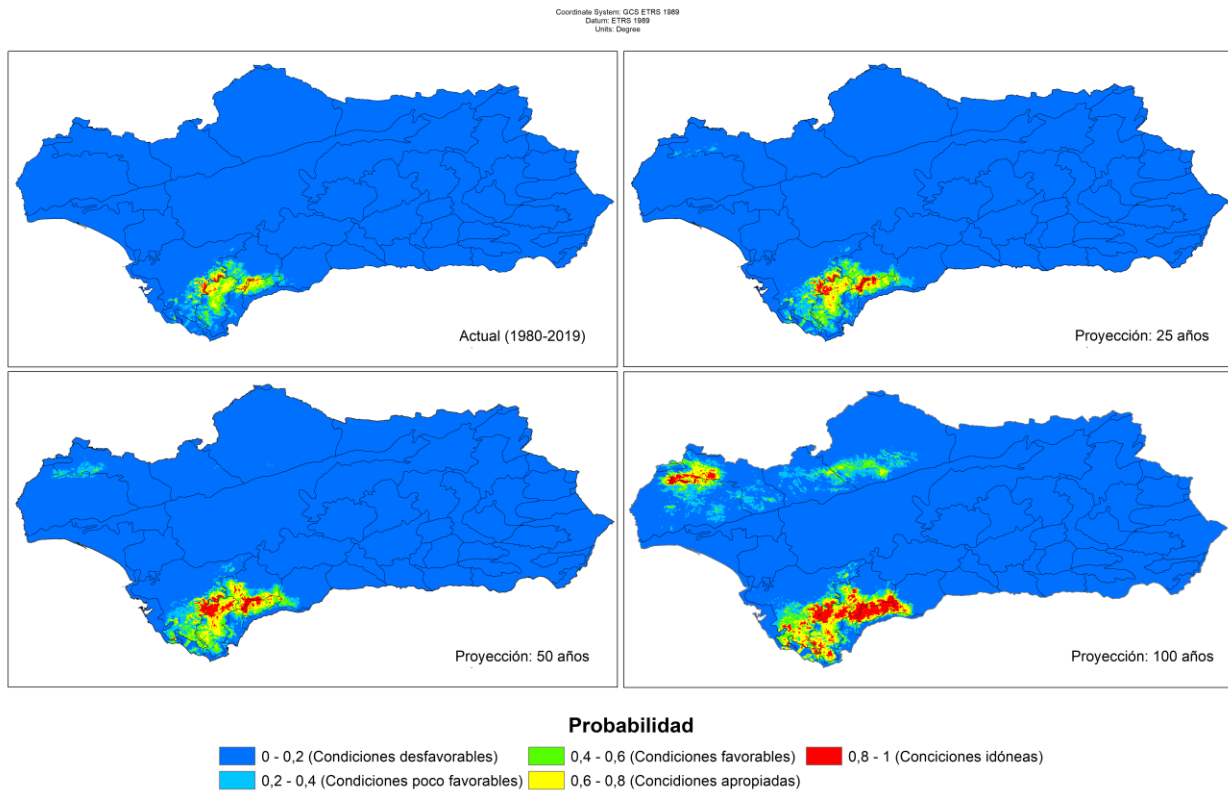 Coordinate System: GCS ETRS 1989
Datum: ETRS 1989
Units: Degree
Actual (1980-2019)
Proyección: 25 años
Proyección: 50 años
Proyección: 100 años
Probabilidad
0 - 0,2 (Condiciones desfavorables)
0,4 - 0,6 (Condiciones favorables)
0,8 - 1 (Conciciones idóneas)
0,2 - 0,4 (Condiciones poco favorables)
0,6 - 0,8 (Concidiones apropiadas)